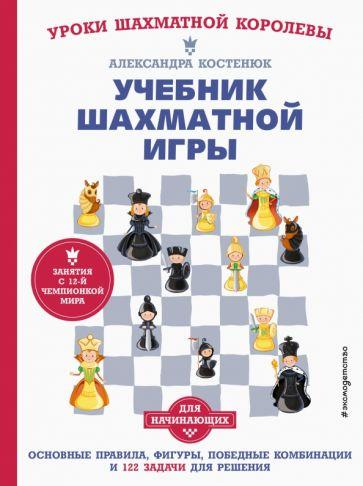 УРОКИ ШАХМАТНОЙ КОРОЛЕВЫ
АЛЕКСАНДРА КОСТЕНЮК
УЧЕБНИК
ШАХМАТНОЙ
ИГРЫ
ЗАНЯТИЯ
С 12-Й
ЧЕМПИОНКОЙ
МИРА
ДЛЯ
НАЧИНАЮЩИХ
#эксмодетство
ОСНОВНЫЕ ПРАВИЛА, ФИГУРЫ, ПОБЕДНЫЕ КОМБИНАЦИИ
И 122 ЗАДАЧИ ДЛЯ РЕШЕНИЯ